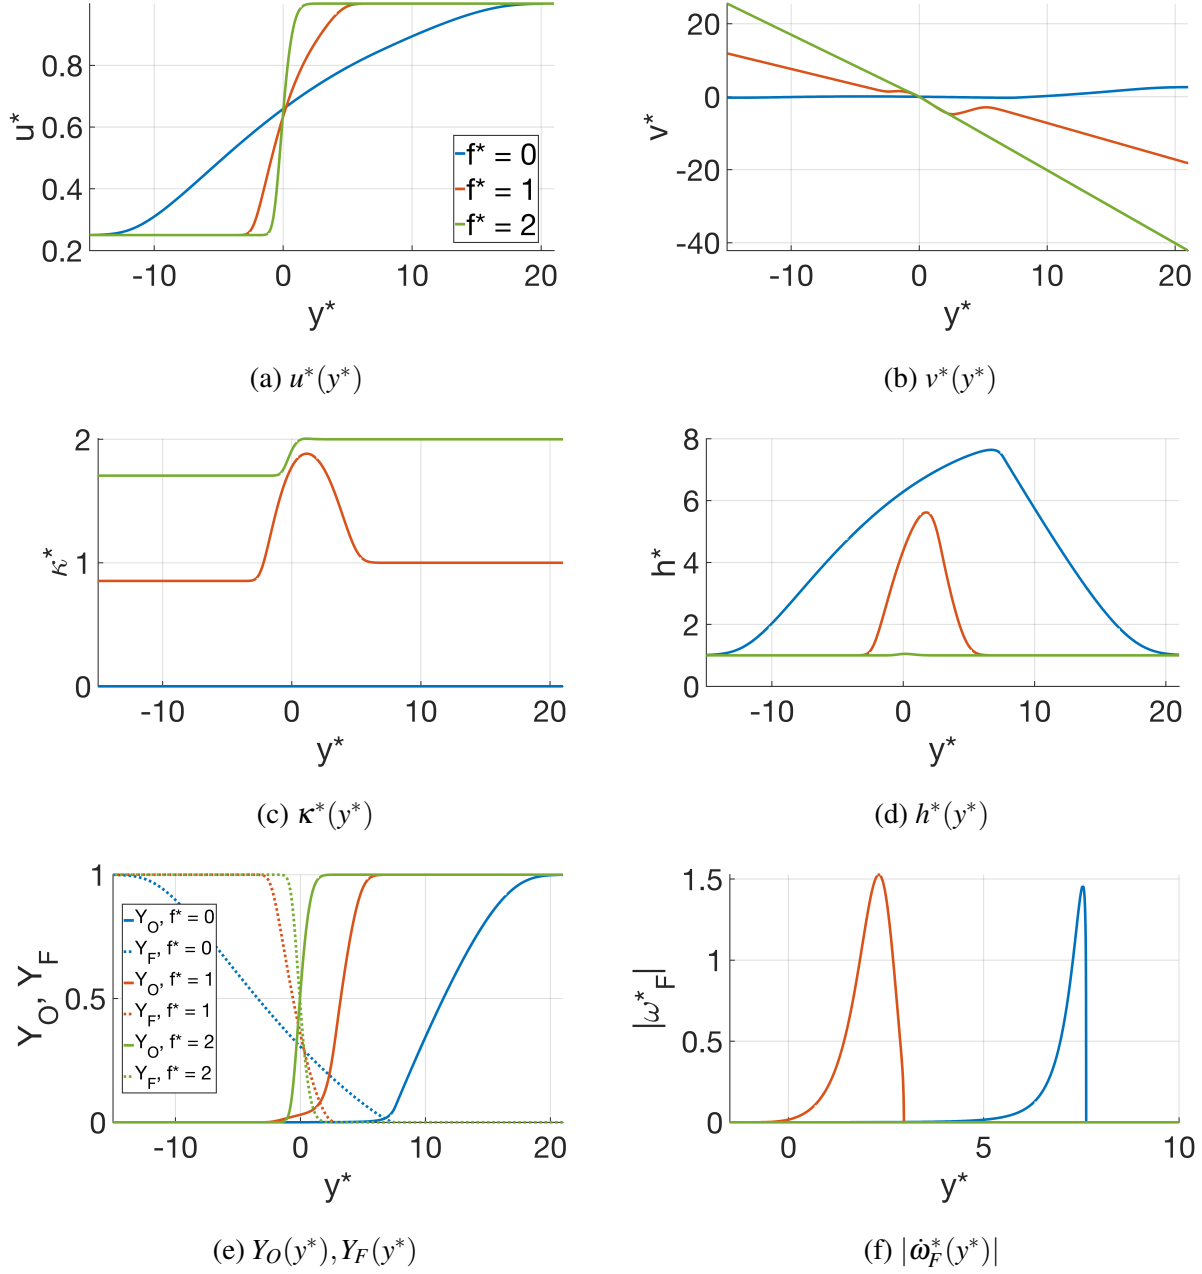 0.8
0.6
0.4
0.2
u*
-10 0 10 20
y*
f* = 0
f* = 1
f* = 2
(a) u*(y*)
20
0
-20
-40
v*
-10 0 10 20
y*
(b) v*(y*)
2
1
0
κ*
-10 0 10 20
y*
(c) κ*(y*)
8
6
4
2
0
h*
-10 0 10 20
y*
(d) h*(y*)
1
0.5
0
Y_O, Y_F
Y_O, f* = 0
Y_F, f* = 0
Y_O, f* = 1
Y_F, f* = 1
Y_O, f* = 2
Y_F, f* = 2
-10 0 10 20
y*
(e) Y_O(y*), Y_F(y*)
1.5
1
0.5
0
|ω*_F|
0 5 10
y*
(f) |ω̇*_F(y*)|